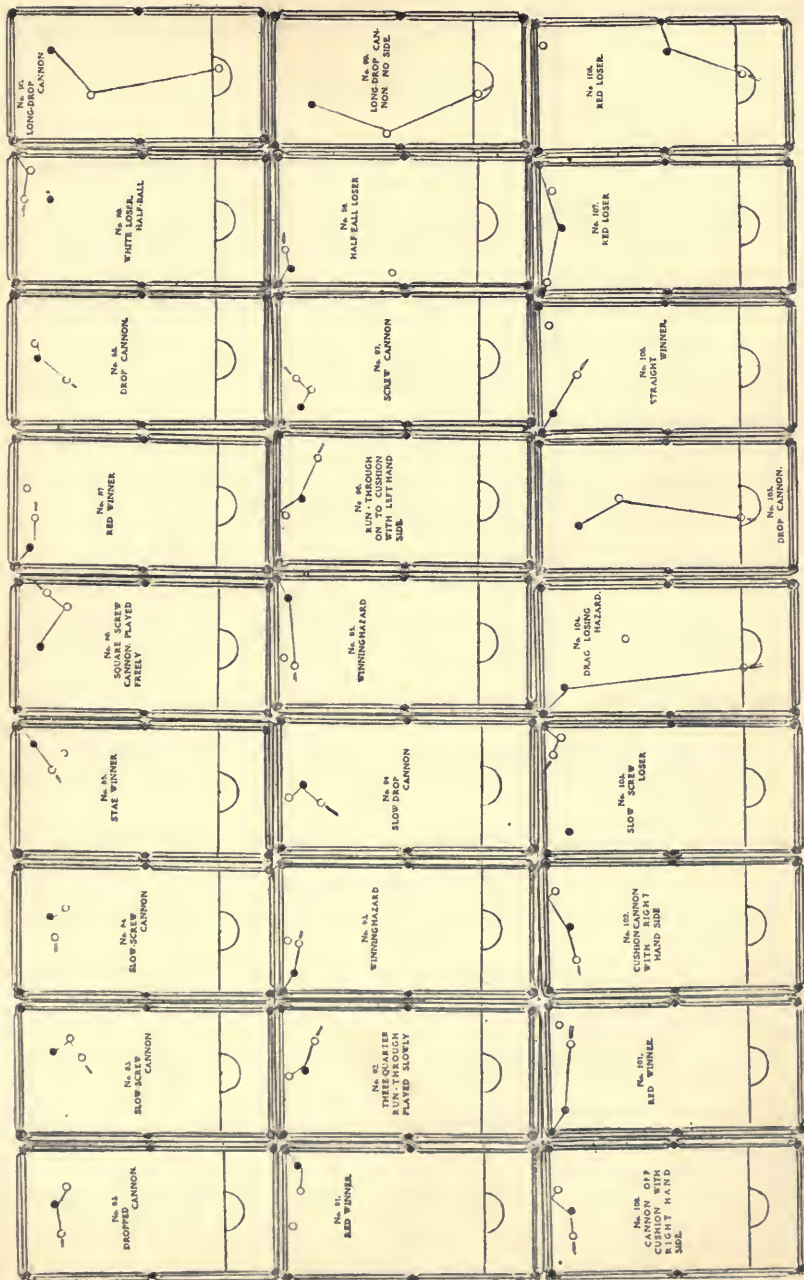 No. 82.
DROPPED
CANNON.
No. 83.
SLOW SCREW
CANNON
No. 84.
SLOW-SCREW
CANNON
No. 85.
STAB WINNER
No. 86.
SQUARE SCREW
CANNON PLAYED
FREELY
No. 87
RED WINNER
No. 88.
DROP CANNON.
No. 89.
WHITE LOSER,
HALF-BALL
No. 90.
LONG-DROP
CANNON
No. 91.
RED WINNER
No. 92.
THREEQUARTER
RUN-THROUGH
PLAYED SLOWLY
No. 93.
WINNING HAZARD
No. 94
SLOW DROP
CANNON
No. 95.
WINNING HAZARD
No. 96.
RUN-THROUGH
ON TO CUSHION
WITH LEFT HAND
SIDE.
No. 97.
SCREW CANNON
No. 98.
HALF-BALL LOSER
No. 99.
LONG-DROP CAN-
NON. NO SIDE.
No. 100.
CANNON OFF
CUSHION WITH
RIGHT HAND
SIDE.
No. 101.
RED WINNER.
No. 102.
CUSHION CANNON
WITH RIGHT
HAND SIDE
No. 103.
SLOW SCREW
LOSER
No. 104.
DRAG LOSING
HAZARD.
No. 105.
DROP CANNON.
No. 106.
STRAIGHT
WINNER.
No. 107.
RED LOSER
No. 108.
RED LOSER.